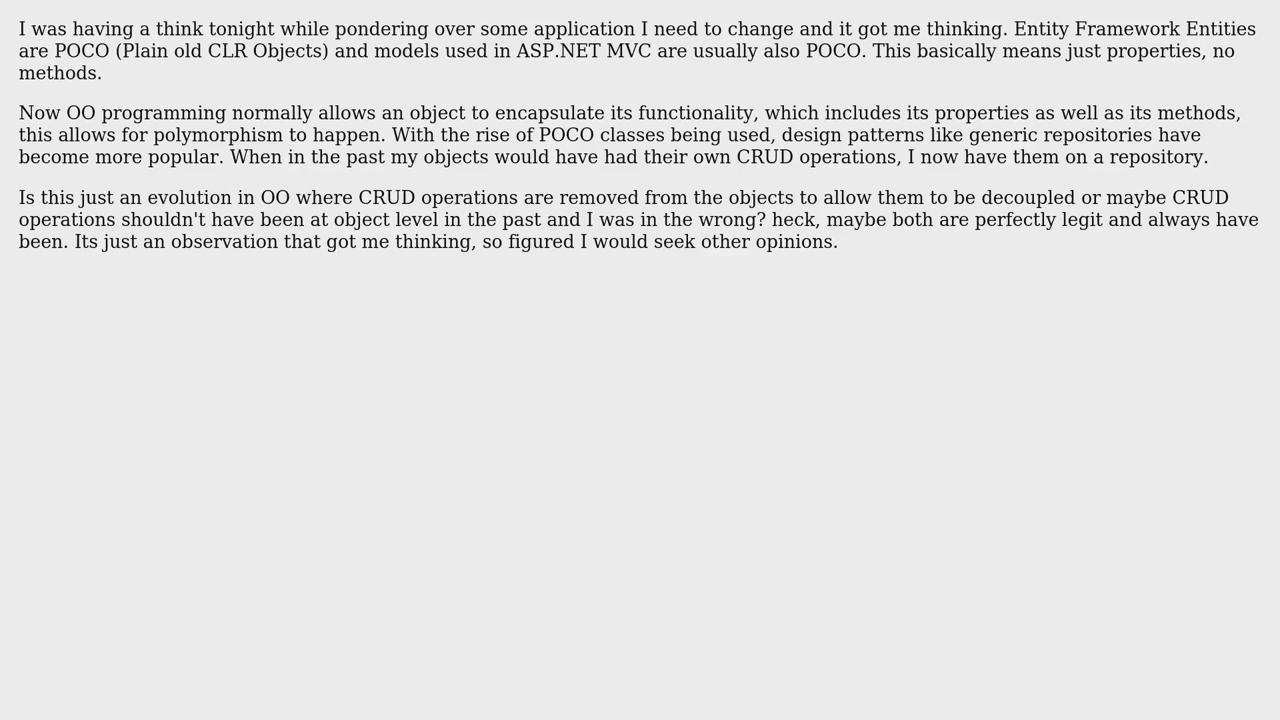 I was having a think tonight while pondering over some application I need to change and it got me thinking. Entity Framework Entities
are POCO (Plain old CLR Objects) and models used in ASP.NET MVC are usually also POCO. This basically means just properties, no
methods.
Now OO programming normally allows an object to encapsulate its functionality, which includes its properties as well as its methods,
this allows for polymorphism to happen. With the rise of POCO classes being used, design patterns like generic repositories have
become more popular. When in the past my objects would have had their own CRUD operations, I now have them on a repository.
Is this just an evolution in OO where CRUD operations are removed from the objects to allow them to be decoupled or maybe CRUD
operations shouldn't have been at object level in the past and I was in the wrong? heck, maybe both are perfectly legit and always have
been. Its just an observation that got me thinking, so figured I would seek other opinions.